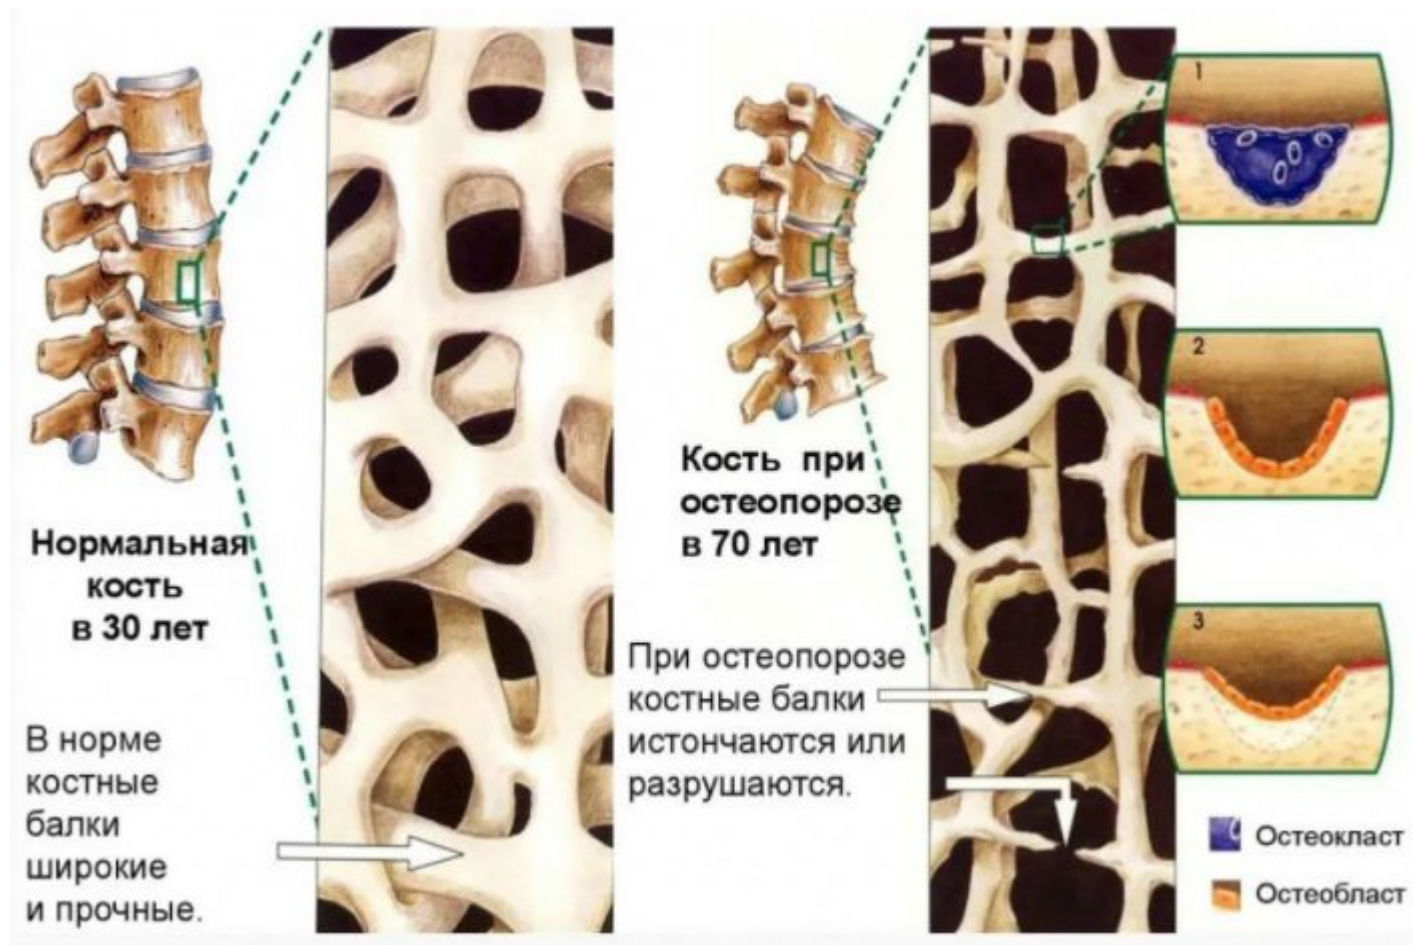 Нормальная
кость
в 30 лет
В норме
костные
балки
широкие
и прочные.
Кость при
остеопорозе
в 70 лет
При остеопорозе
костные балки
истончаются или
разрушаются.
1
2
3
Остеокласт
Остеобласт